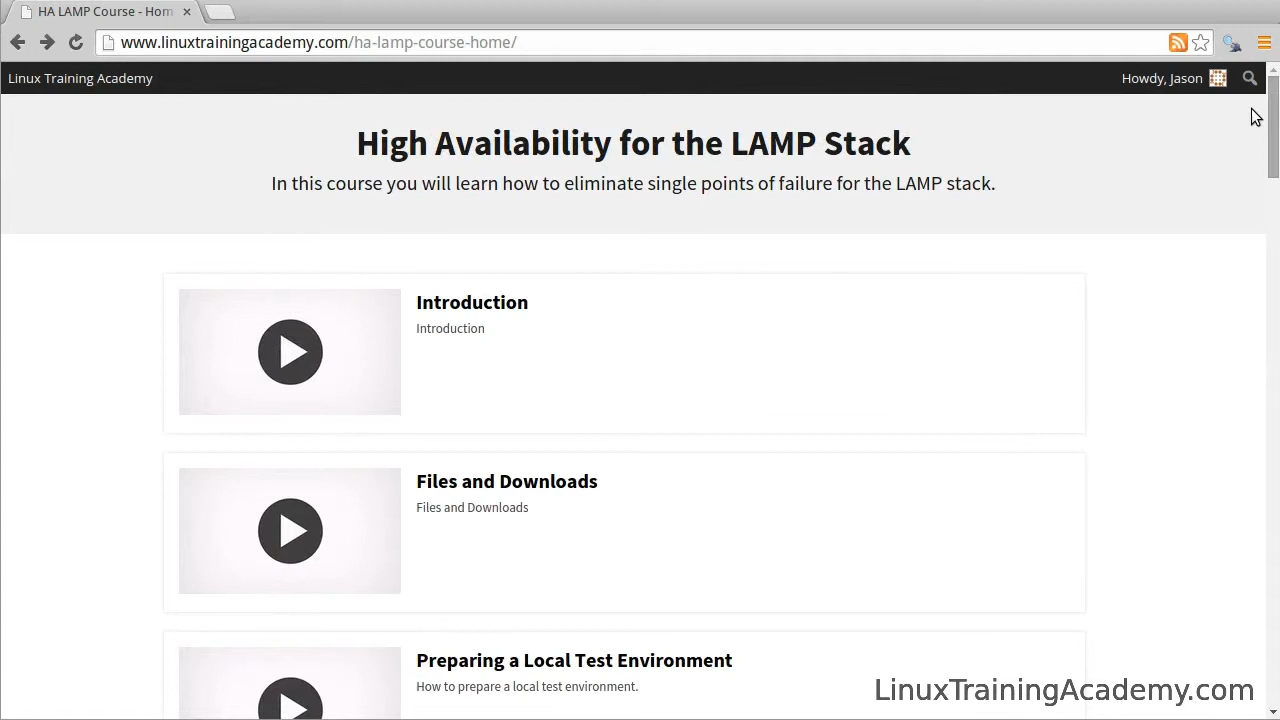 HA LAMP Course - Hom
www.linuxtrainingacademy.com/ha-lamp-course-home/
Linux Training Academy
Howdy, Jason
High Availability for the LAMP Stack
In this course you will learn how to eliminate single points of failure for the LAMP stack.
Introduction
Introduction
Files and Downloads
Files and Downloads
Preparing a Local Test Environment
How to prepare a local test environment.
LinuxTrainingAcademy.com